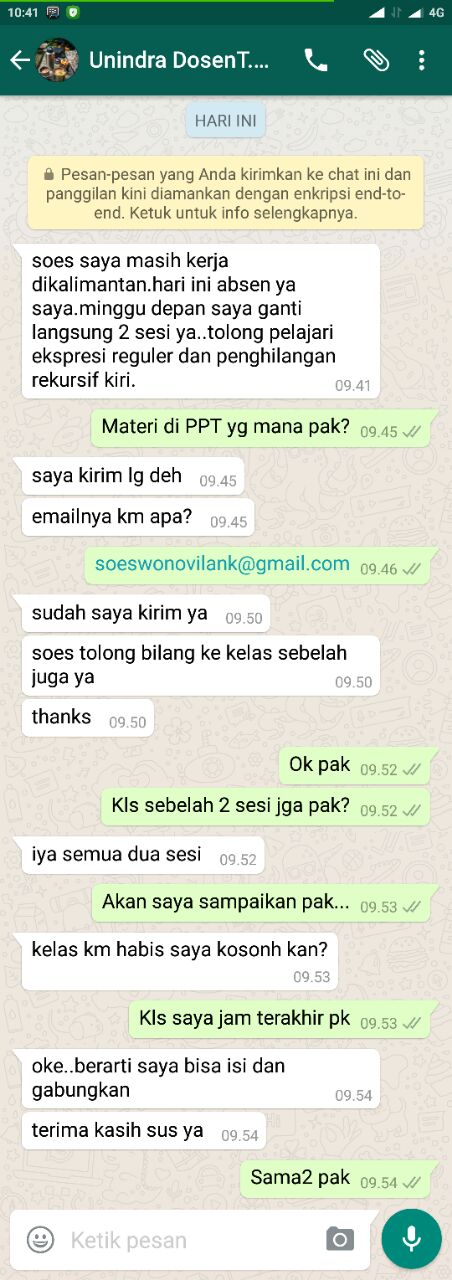 10:41
4G
Unindra DosenT....
HARI INI
Pesan-pesan yang Anda kirimkan ke chat ini dan
panggilan kini diamankan dengan enkripsi end-to-
end. Ketuk untuk info selengkapnya.
soes saya masih kerja
dikalimantan.hari ini absen ya
saya.minggu depan saya ganti
langsung 2 sesi ya..tolong pelajari
ekspresi reguler dan penghilangan
rekursif kiri. 09.41
Materi di PPT yg mana pak? 09.45
saya kirim lg deh 09.45
emailnya km apa? 09.45
soeswonovilank@gmail.com 09.46
sudah saya kirim ya 09.50
soes tolong bilang ke kelas sebelah
juga ya 09.50
thanks 09.50
Ok pak 09.52
Kls sebelah 2 sesi jga pak? 09.52
iya semua dua sesi 09.52
Akan saya sampaikan pak... 09.53
kelas km habis saya kosonh kan?
09.53
Kls saya jam terakhir pk 09.53
oke..berarti saya bisa isi dan
gabungkan 09.54
terima kasih sus ya 09.54
Sama2 pak 09.54
Ketik pesan